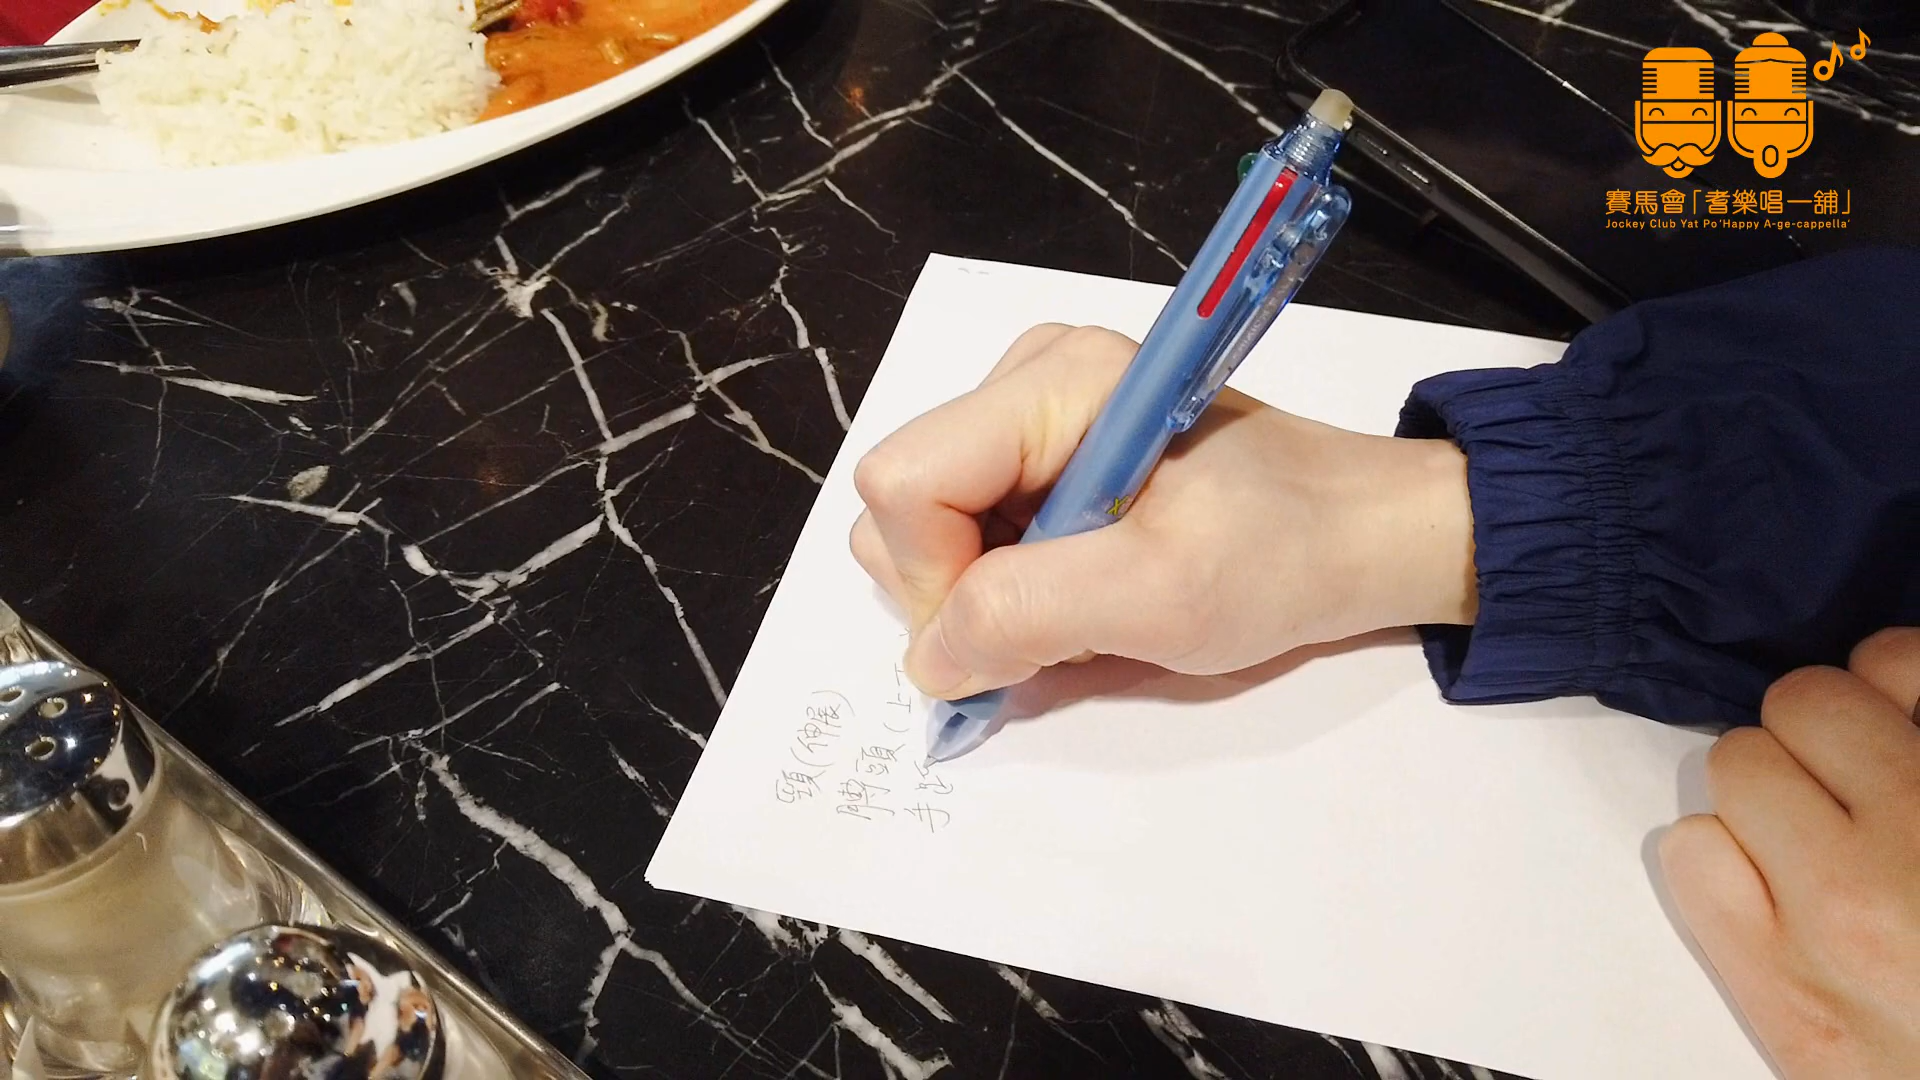 賽馬會「耆樂唱一舖」
Jockey Club Yat Po'Happy A-ge-cappella'
頸(伸展)
膊頭(上下
手